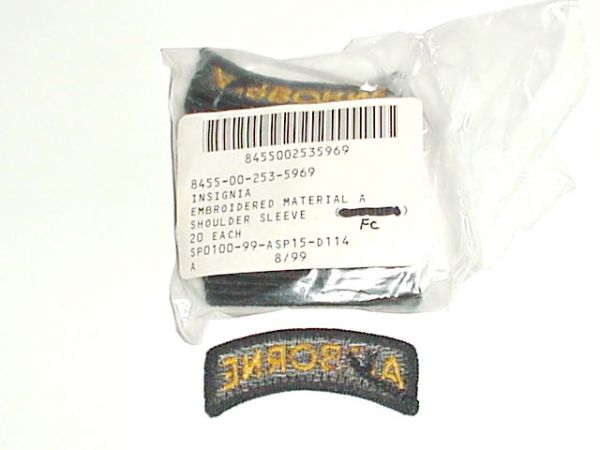 AIRBORNE
8455002535969
8455-00-253-5969
INSIGNIA
EMBROIDERED MATERIAL A
SHOULDER SLEEVE ( )
FC
20 EACH
SP0100-99-ASP15-D114
A 8/99
AIRBORNE